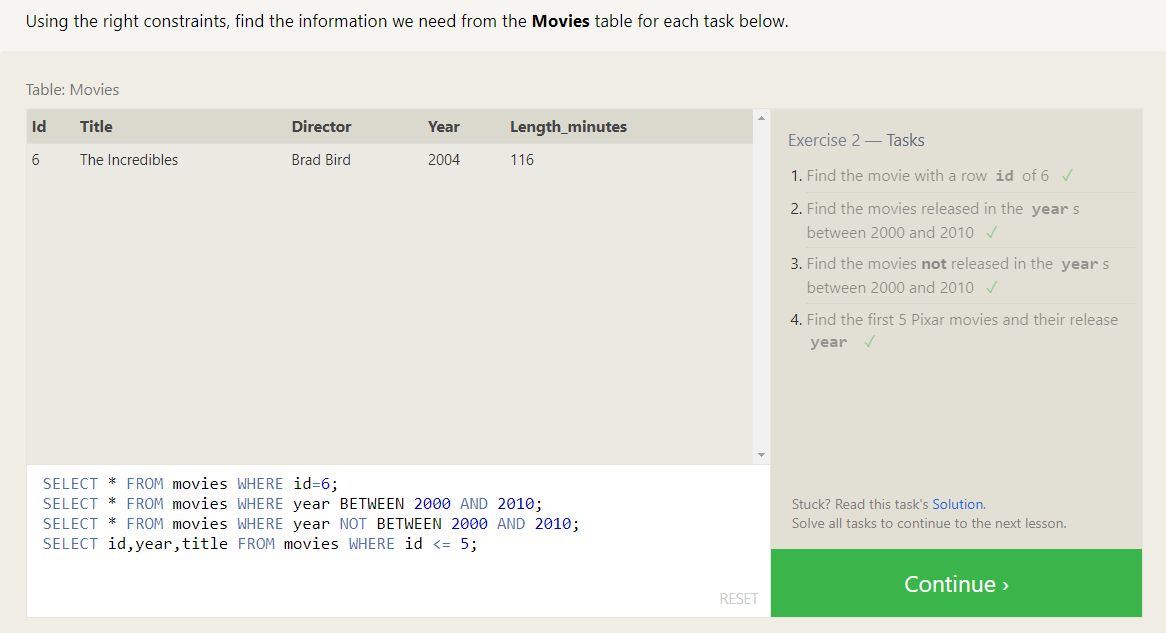 Using the right constraints, find the information we need from the Movies table for each task below.
Table: Movies
Id Title Director Year Length_minutes
6 The Incredibles Brad Bird 2004 116
SELECT * FROM movies WHERE id=6;
SELECT * FROM movies WHERE year BETWEEN 2000 AND 2010;
SELECT * FROM movies WHERE year NOT BETWEEN 2000 AND 2010;
SELECT id,year,title FROM movies WHERE id <= 5;
RESET
Exercise 2 — Tasks
1. Find the movie with a row id of 6 ✓
2. Find the movies released in the year s
between 2000 and 2010 ✓
3. Find the movies not released in the year s
between 2000 and 2010 ✓
4. Find the first 5 Pixar movies and their release
year ✓
Stuck? Read this task's Solution.
Solve all tasks to continue to the next lesson.
Continue ›